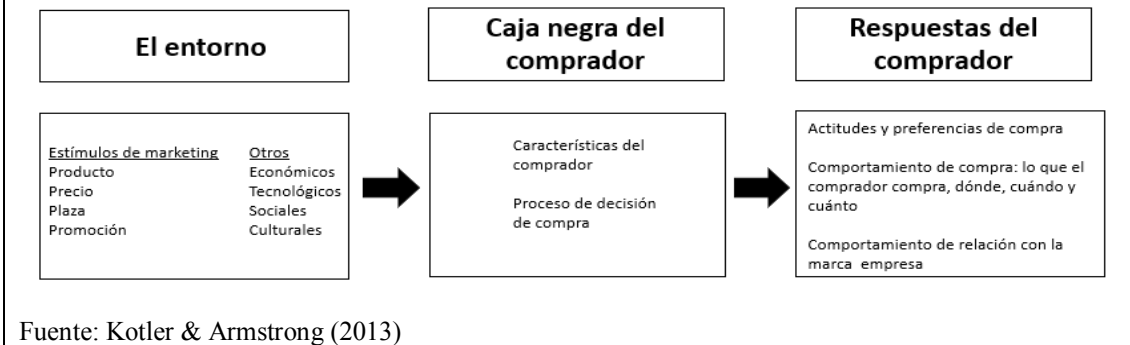 El entorno
Caja negra del
comprador
Respuestas del
comprador
Estímulos de marketing
Producto
Precio
Plaza
Promoción
Otros
Económicos
Tecnológicos
Sociales
Culturales
Características del
comprador
Proceso de decisión
de compra
Actitudes y preferencias de compra
Comportamiento de compra: lo que el
comprador compra, dónde, cuándo y
cuánto
Comportamiento de relación con la
marca empresa
Fuente: Kotler & Armstrong (2013)